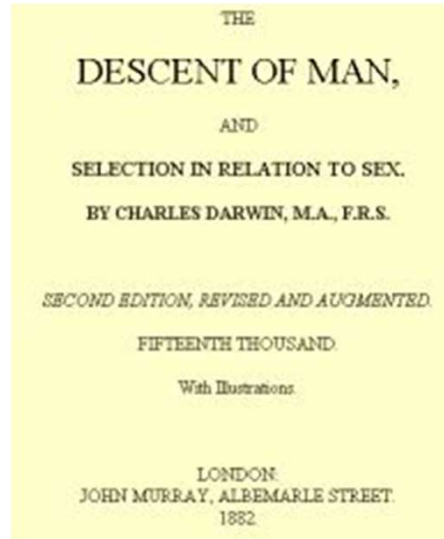 THE
DESCENT OF MAN,
AND
SELECTION IN RELATION TO SEX.
BY CHARLES DARWIN, M.A., F.R.S.
SECOND EDITION, REVISED AND AUGMENTED.
FIFTEENTH THOUSAND.
With Illustrations.
LONDON:
JOHN MURRAY, ALBEMARLE STREET.
1882.